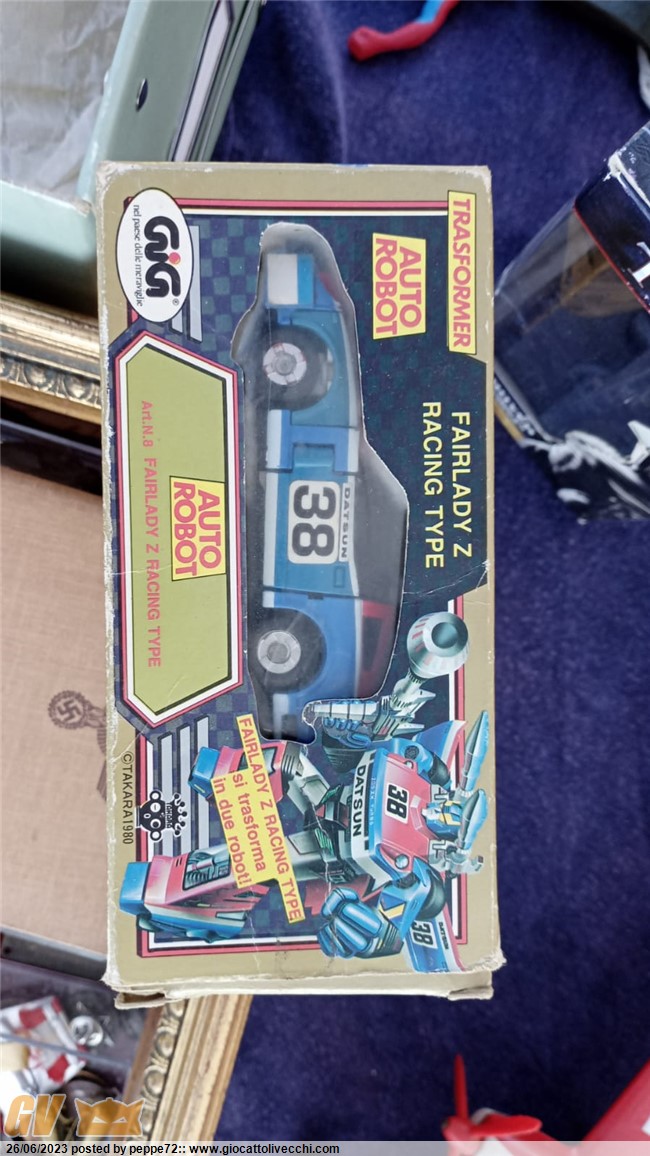 TRASFORMER
AUTO
ROBOT
FAIRLADY Z
RACING TYPE
GiG
®
nel paese delle meraviglie
DATSUN
38
AUTO
ROBOT
Art.N.8 FAIRLADY Z RACING TYPE
38
DATSUN
38
FAIRLADY Z RACING TYPE
si trasforma
in due robot!
©TAKARA1980
GV
26/06/2023 posted by peppe72:: www.giocattolivecchi.com